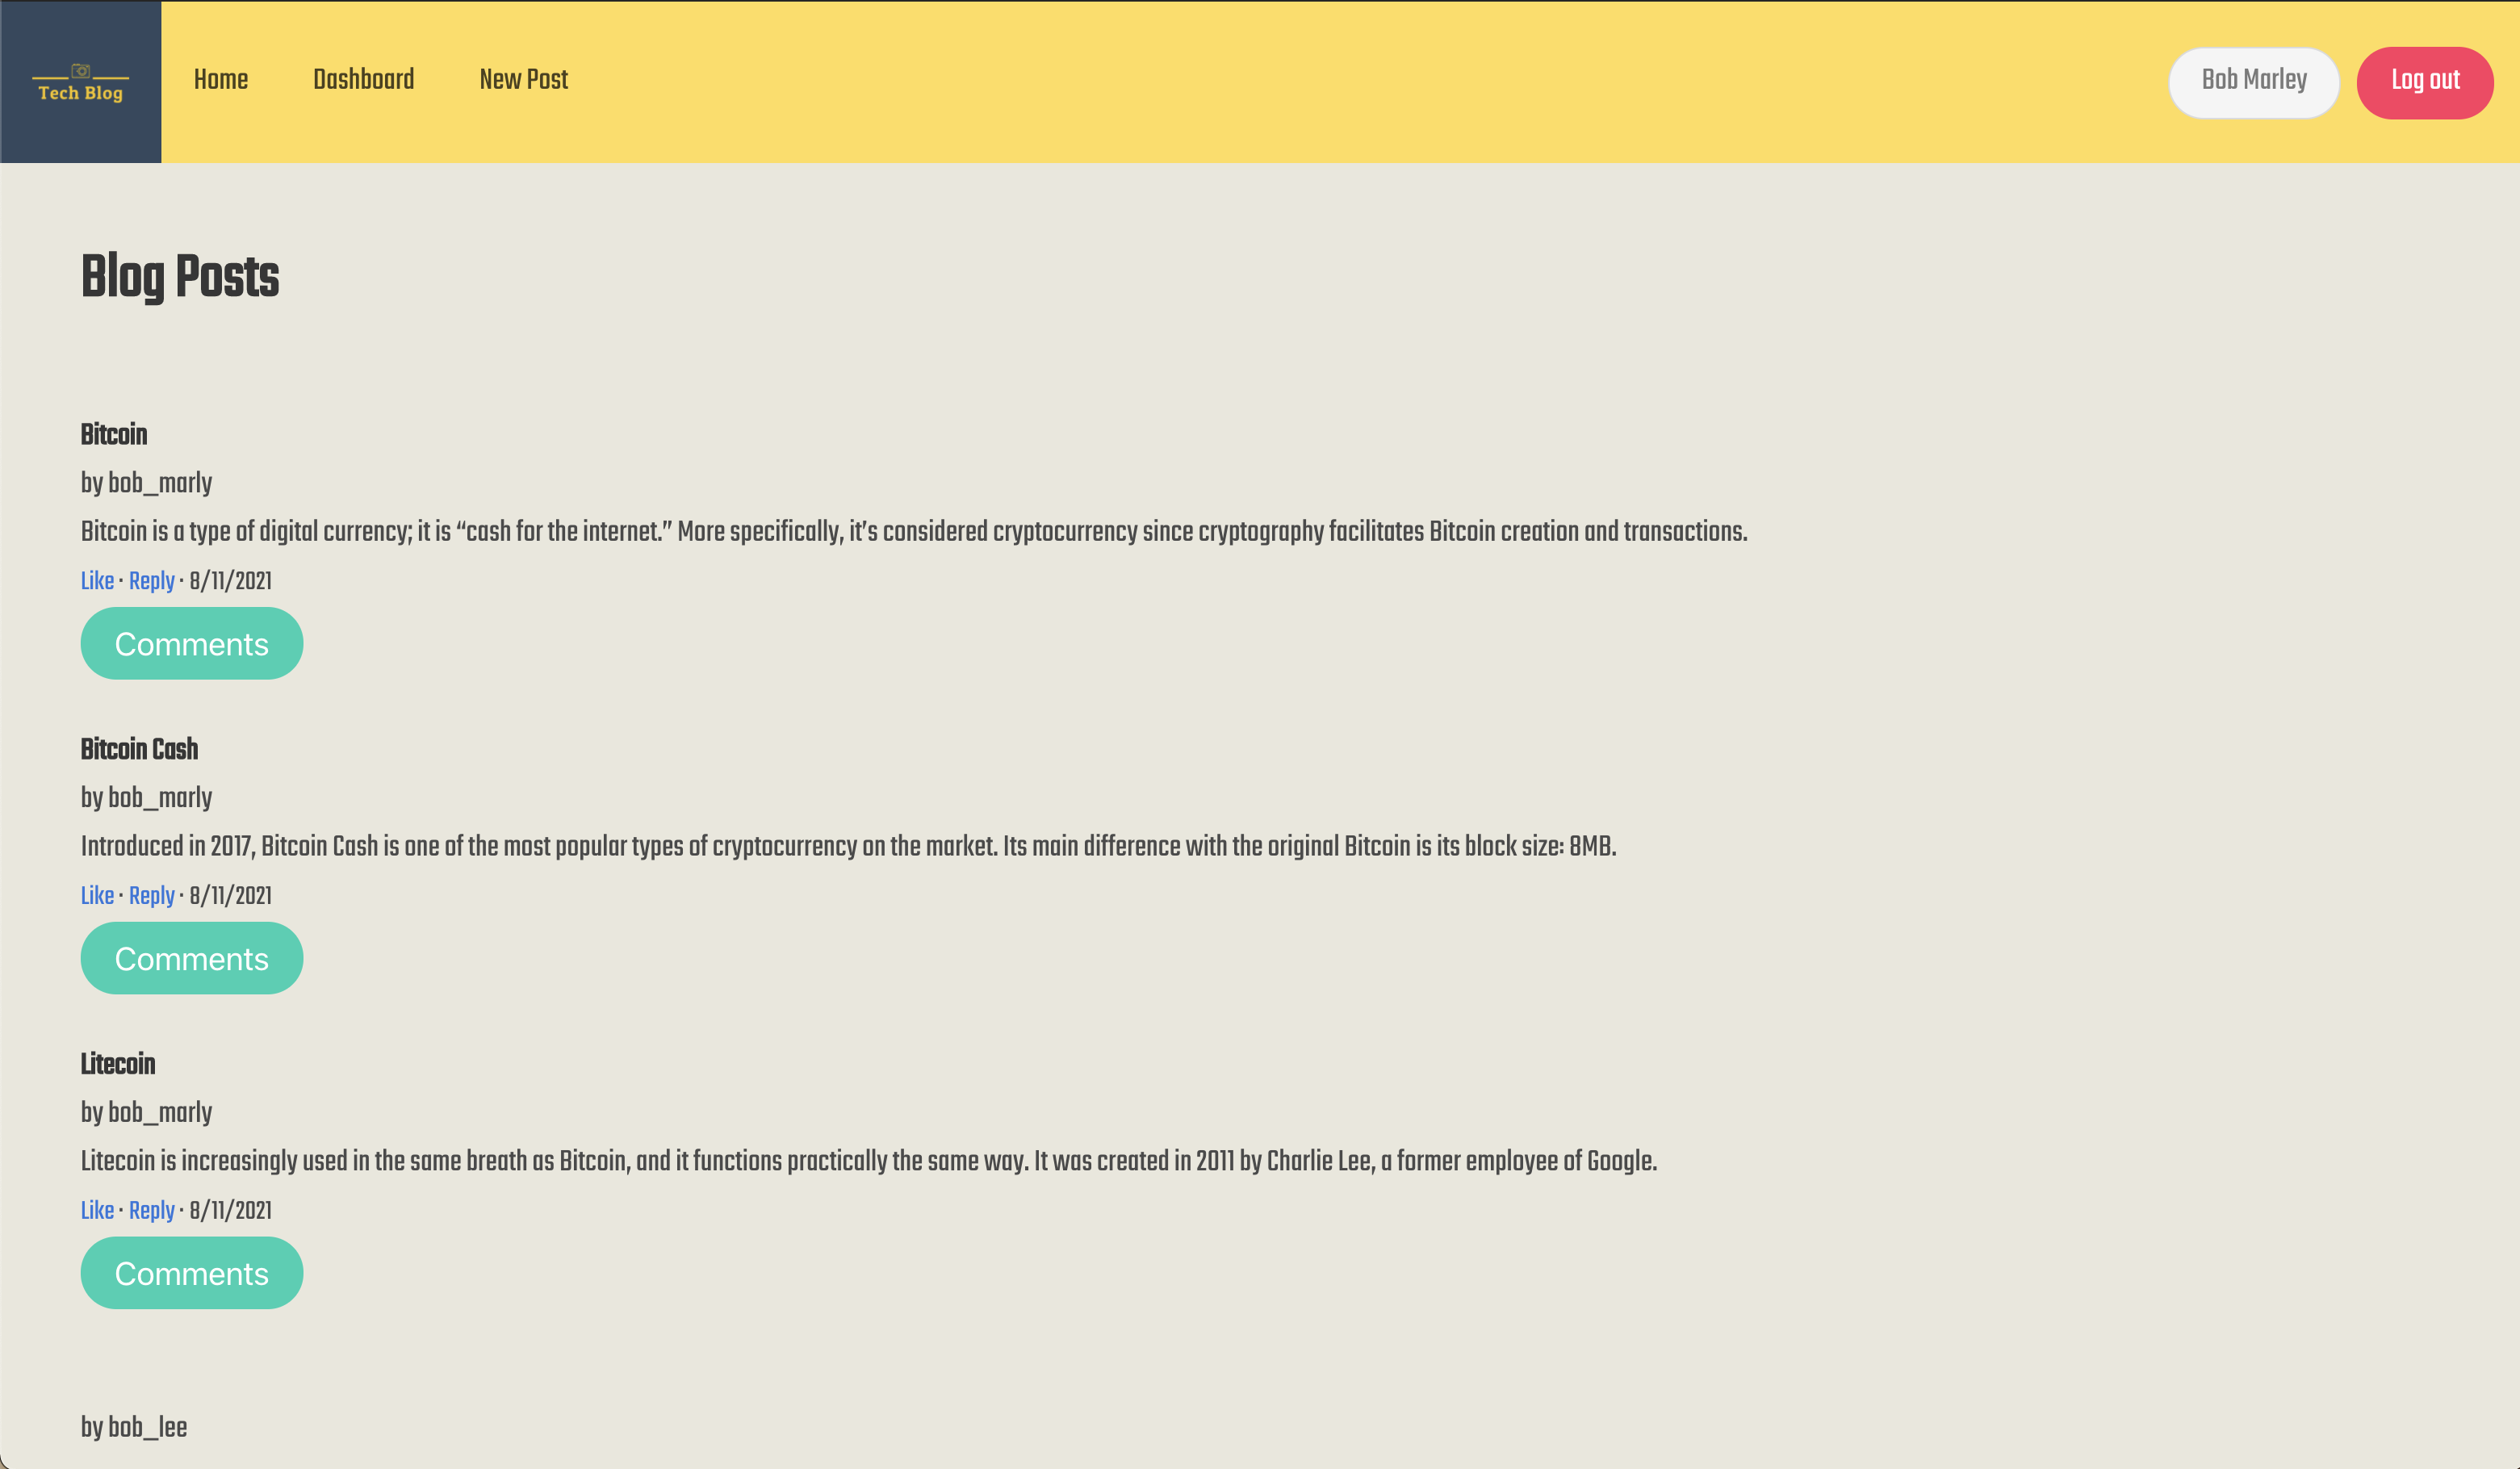 Tech Blog
Home
Dashboard
New Post
Bob Marley
Log out
Blog Posts
Bitcoin
by bob_marly
Bitcoin is a type of digital currency; it is “cash for the internet.” More specifically, it’s considered cryptocurrency since cryptography facilitates Bitcoin creation and transactions.
Like · Reply · 8/11/2021
Comments
Bitcoin Cash
by bob_marly
Introduced in 2017, Bitcoin Cash is one of the most popular types of cryptocurrency on the market. Its main difference with the original Bitcoin is its block size: 8MB.
Like · Reply · 8/11/2021
Comments
Litecoin
by bob_marly
Litecoin is increasingly used in the same breath as Bitcoin, and it functions practically the same way. It was created in 2011 by Charlie Lee, a former employee of Google.
Like · Reply · 8/11/2021
Comments
by bob_lee